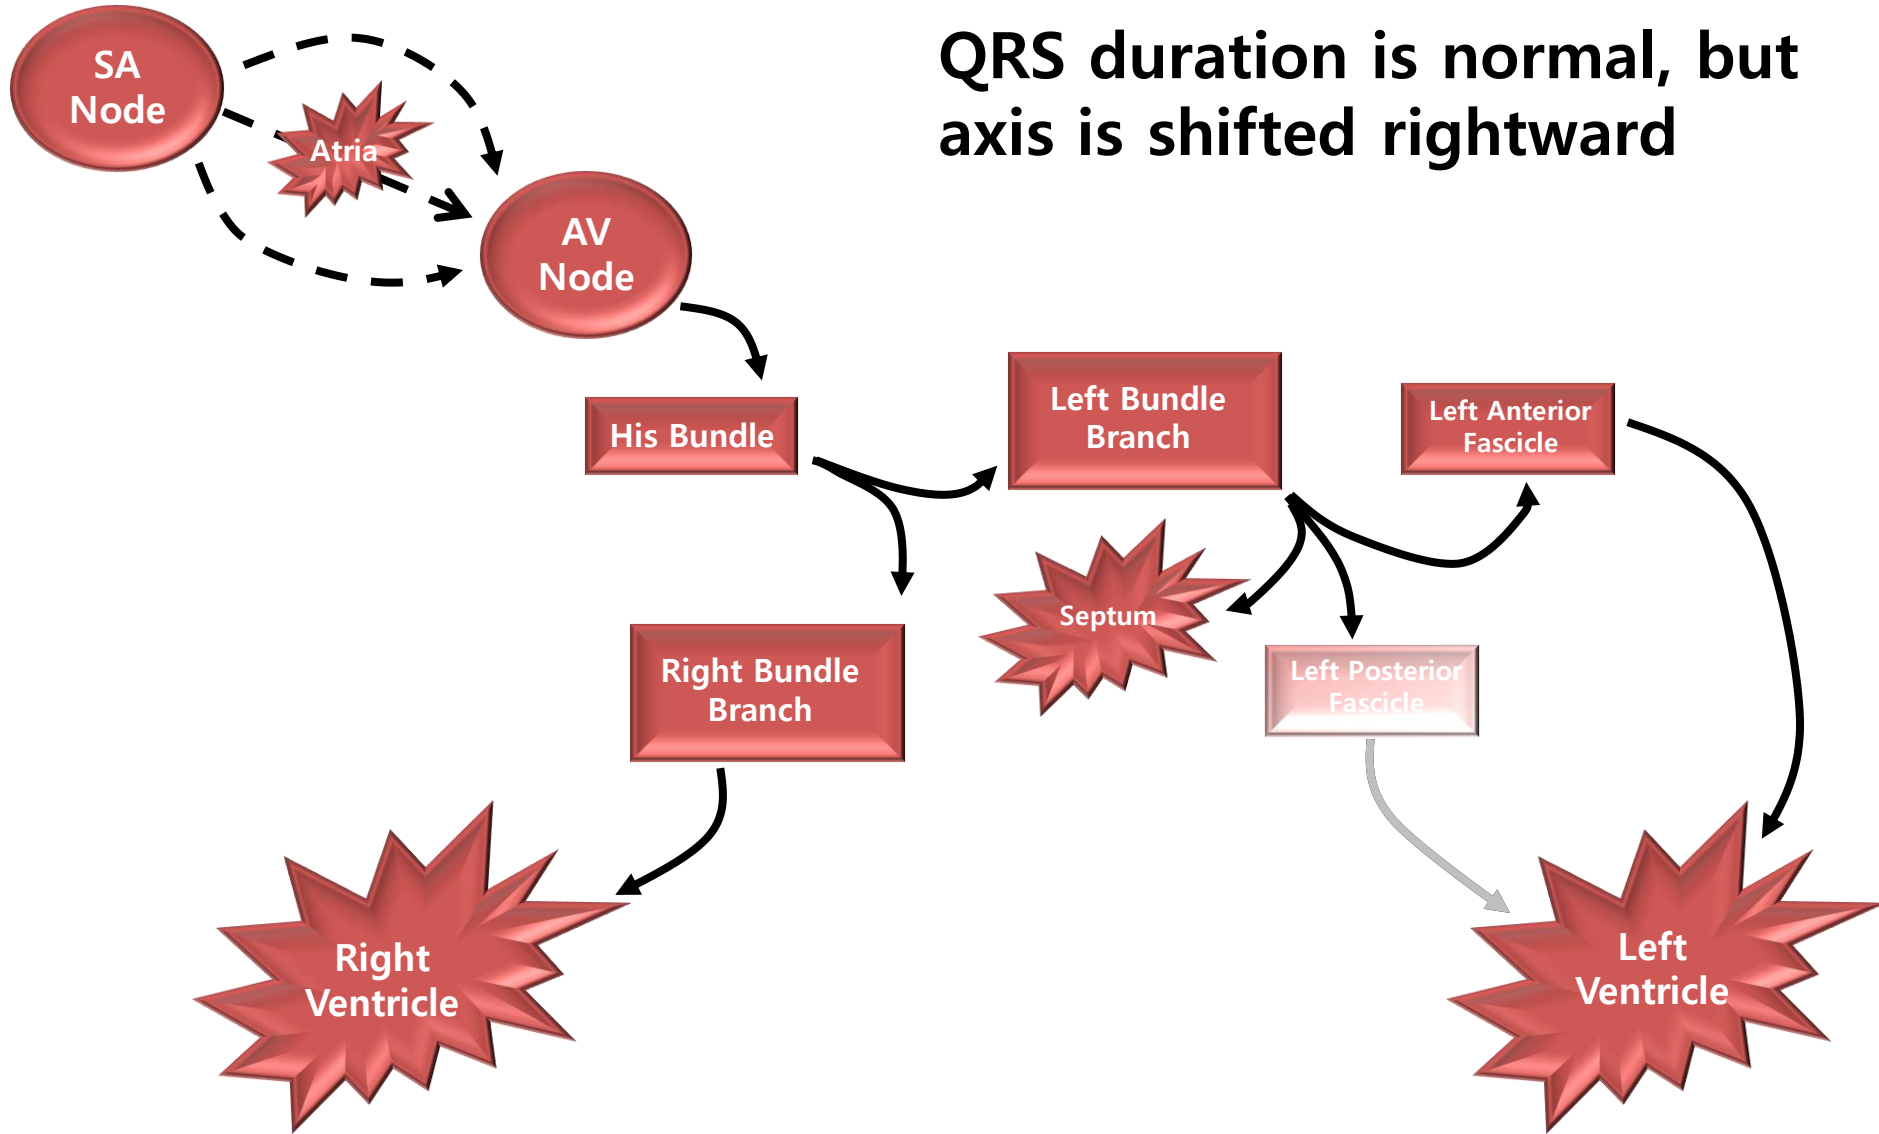 QRS duration is normal, but
axis is shifted rightward
SA
Node
Atria
AV
Node
His Bundle
Left Bundle
Branch
Left Anterior
Fascicle
Septum
Right Bundle
Branch
Left Posterior
Fascicle
Right
Ventricle
Left
Ventricle